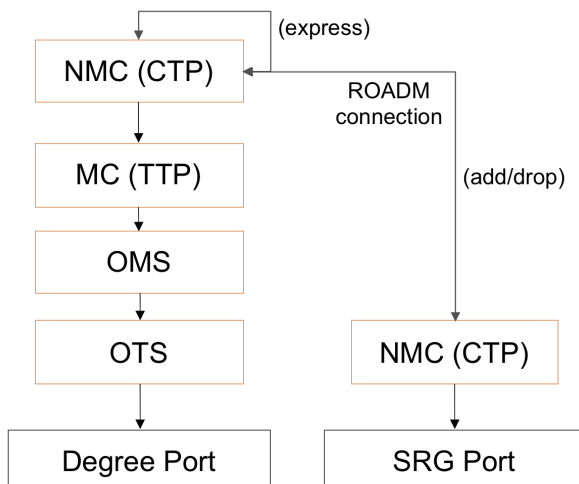 (express)
NMC (CTP)
ROADM
connection
MC (TTP)
(add/drop)
OMS
OTS
NMC (CTP)
Degree Port
SRG Port